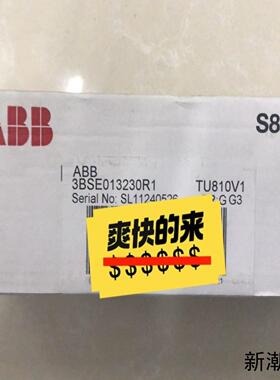 ABB
S8
ABB
3BSE013230R1 TU810V1
Serial No: SL11240526 G G3
爽快的来
$$$$$$
新潮